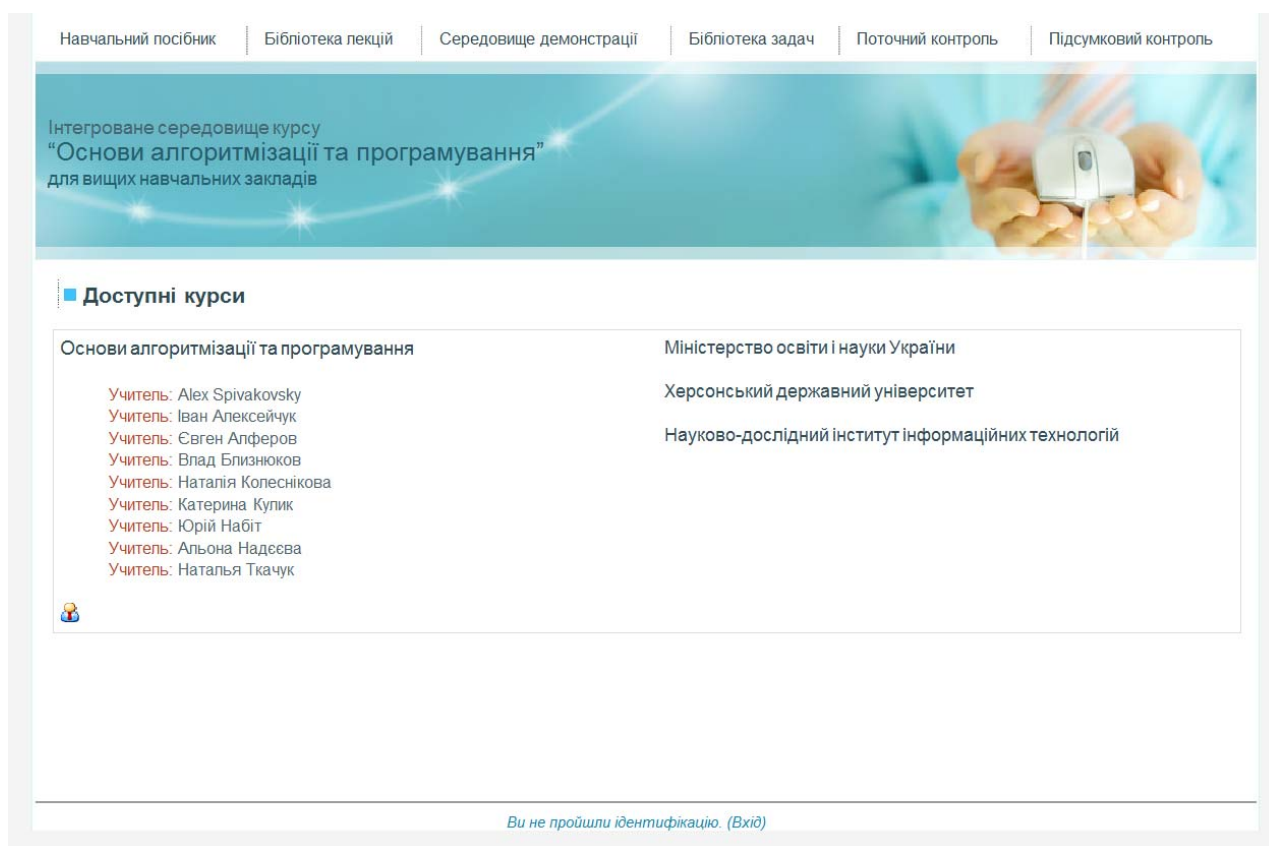 Навчальний посібник
Бібліотека лекцій
Середовище демонстрації
Бібліотека задач
Поточний контроль
Підсумковий контроль
Інтегроване середовище курсу
“Основи алгоритмізації та програмування”
для вищих навчальних закладів
Доступні курси
Основи алгоритмізації та програмування
Учитель: Alex Spivakovsky
Учитель: Іван Алексейчук
Учитель: Євген Алферов
Учитель: Влад Близнюков
Учитель: Наталія Колеснікова
Учитель: Катерина Кулик
Учитель: Юрій Набіт
Учитель: Альона Надєєва
Учитель: Наталья Ткачук
Міністерство освіти і науки України
Херсонський державний університет
Науково-дослідний інститут інформаційних технологій
Ви не пройшли ідентифікацію. (Вхід)